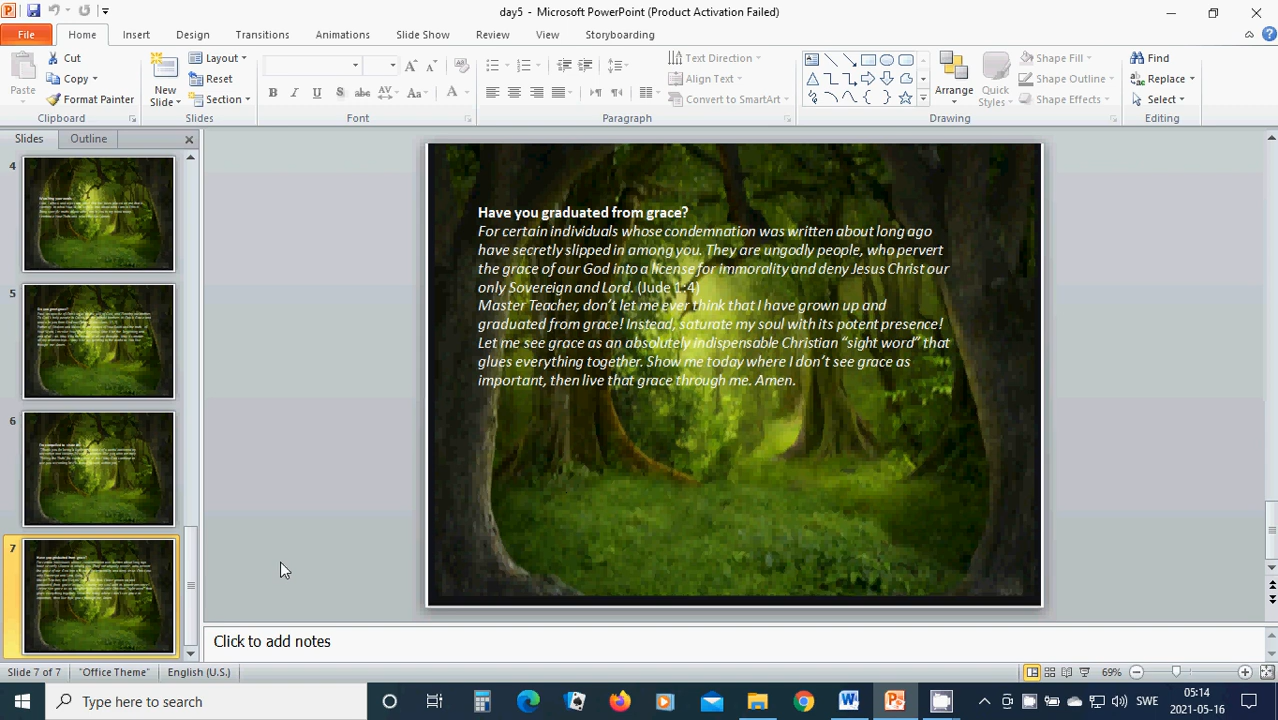 day5 - Microsoft PowerPoint (Product Activation Failed)
File Home Insert Design Transitions Animations Slide Show Review View Storyboarding
Paste
Cut
Copy
Format Painter
Clipboard
New Slide
Layout
Reset
Section
Slides
B I U S abc AV Aa A
Font
Text Direction
Align Text
Convert to SmartArt
Paragraph
Arrange
Quick Styles
Shape Fill
Shape Outline
Shape Effects
Drawing
Find
Replace
Select
Editing
Slides Outline
4
5
6
7
Have you graduated from grace?
For certain individuals whose condemnation was written about long ago
have secretly slipped in among you. They are ungodly people, who pervert
the grace of our God into a license for immorality and deny Jesus Christ our
only Sovereign and Lord. (Jude 1:4)
Master Teacher, don’t let me ever think that I have grown up and
graduated from grace! Instead, saturate my soul with its potent presence!
Let me see grace as an absolutely indispensable Christian “sight word” that
glues everything together. Show me today where I don’t see grace as
important, then live that grace through me. Amen.
Click to add notes
Slide 7 of 7 "Office Theme" English (U.S.) 69%
Type here to search
SWE
05:14
2021-05-16